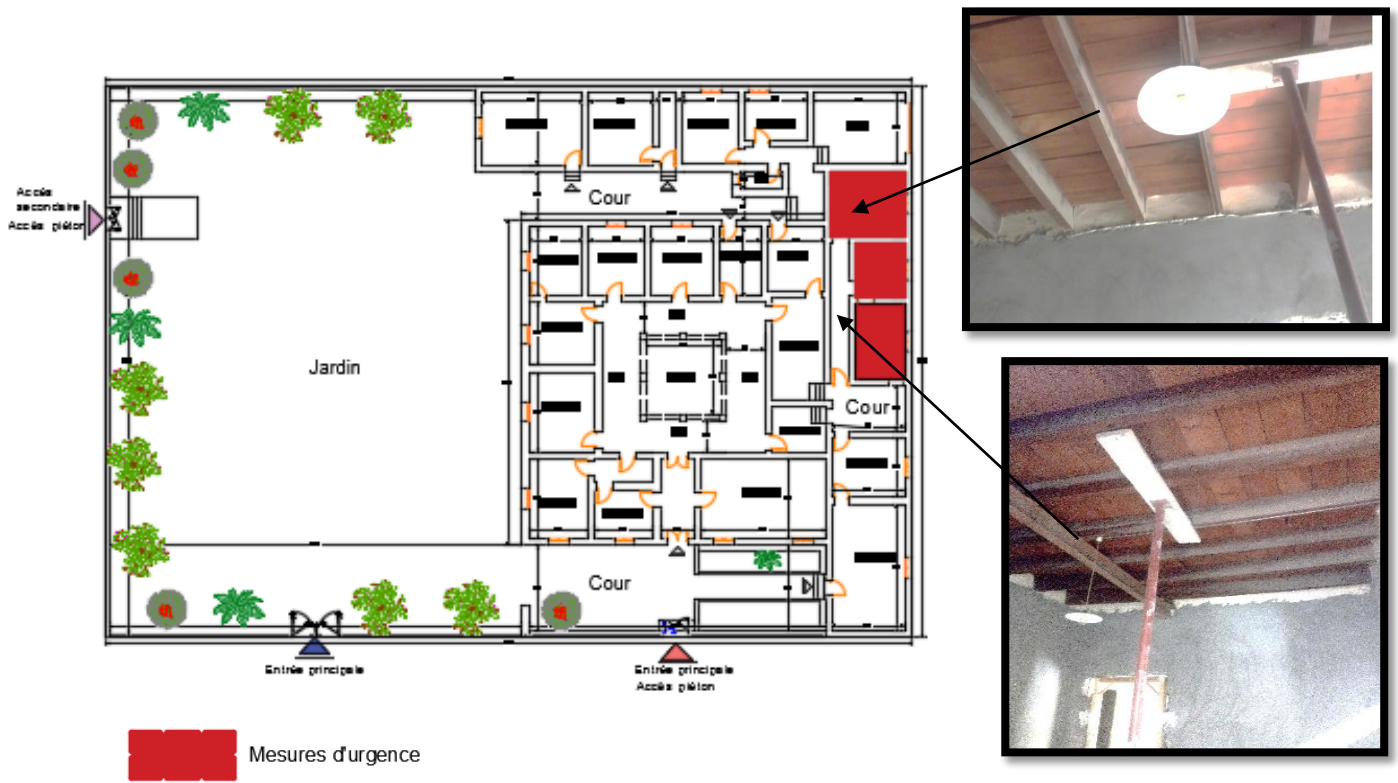 Cour
Accès
secondaire
Accès piéton
Jardin
Cour
Cour
Entrée principale
Entrée principale
Accès piéton
Mesures d'urgence